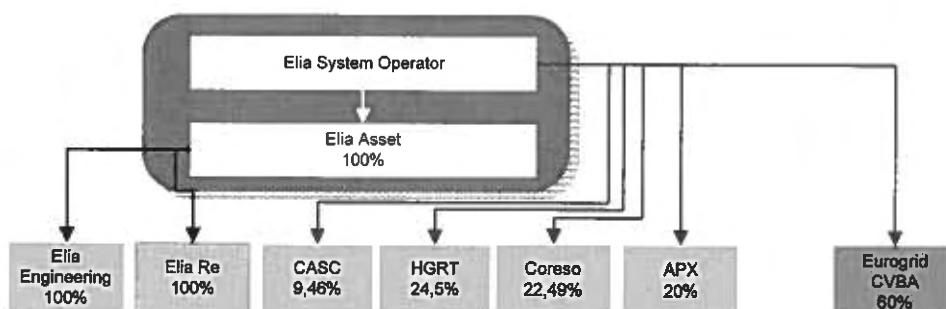 Elia System Operator
Elia Asset
100%
Elia
Engineering
100%
Elia Re
100%
CASC
9,46%
HGRT
24,5%
Coreso
22,49%
APX
20%
Eurogrid
CVBA
60%